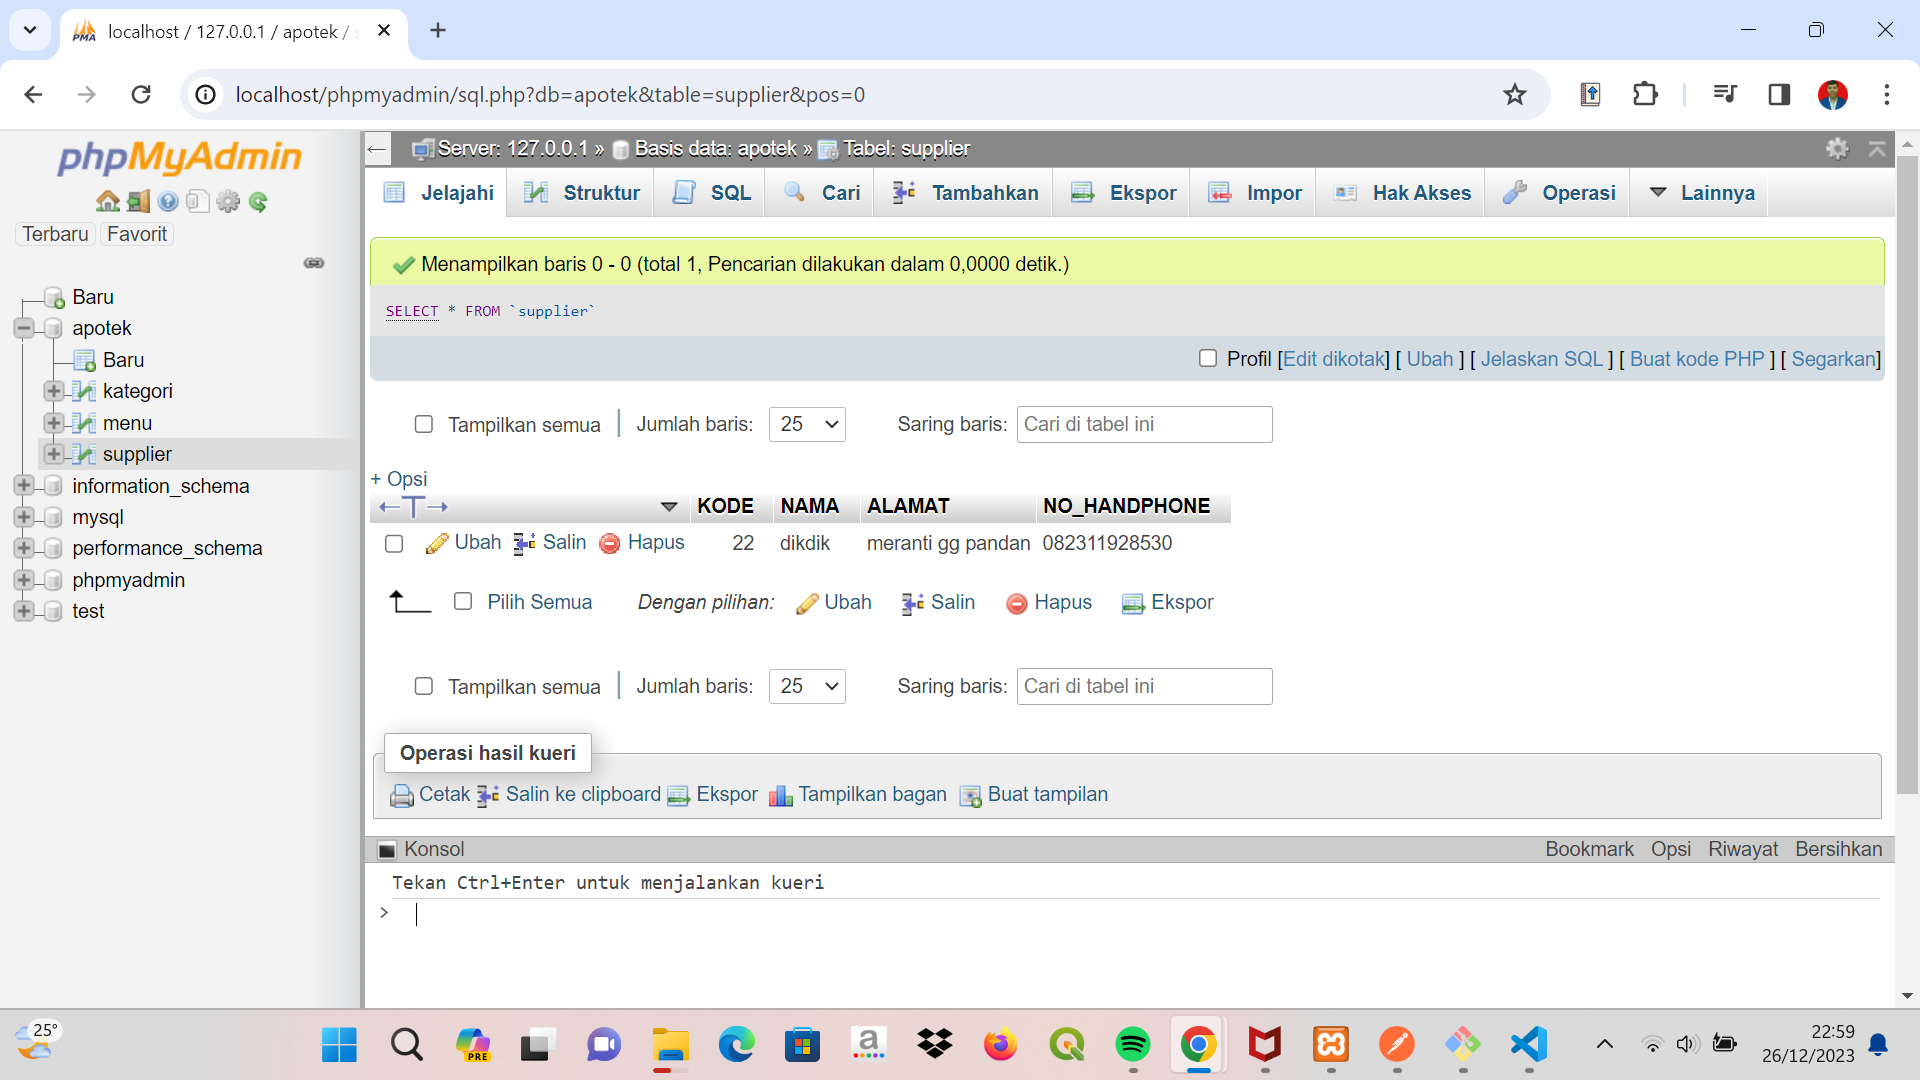 localhost / 127.0.0.1 / apotek /
localhost/phpmyadmin/sql.php?db=apotek&table=supplier&pos=0
phpMyAdmin
Terbaru Favorit
Baru
apotek
Baru
kategori
menu
supplier
information_schema
mysql
performance_schema
phpmyadmin
test
Server: 127.0.0.1 » Basis data: apotek » Tabel: supplier
Jelajahi Struktur SQL Cari Tambahkan Ekspor Impor Hak Akses Operasi Lainnya
Menampilkan baris 0 - 0 (total 1, Pencarian dilakukan dalam 0,0000 detik.)
SELECT * FROM `supplier`
Profil [Edit dikotak] [ Ubah ] [ Jelaskan SQL ] [ Buat kode PHP ] [ Segarkan]
Tampilkan semua Jumlah baris: 25 Saring baris: Cari di tabel ini
+ Opsi
←T→ KODE NAMA ALAMAT NO_HANDPHONE
Ubah Salin Hapus 22 dikdik meranti gg pandan 082311928530
Pilih Semua Dengan pilihan: Ubah Salin Hapus Ekspor
Tampilkan semua Jumlah baris: 25 Saring baris: Cari di tabel ini
Operasi hasil kueri
Cetak Salin ke clipboard Ekspor Tampilkan bagan Buat tampilan
Konsol Bookmark Opsi Riwayat Bersihkan
Tekan Ctrl+Enter untuk menjalankan kueri
>
25°
PRE
22:59
26/12/2023